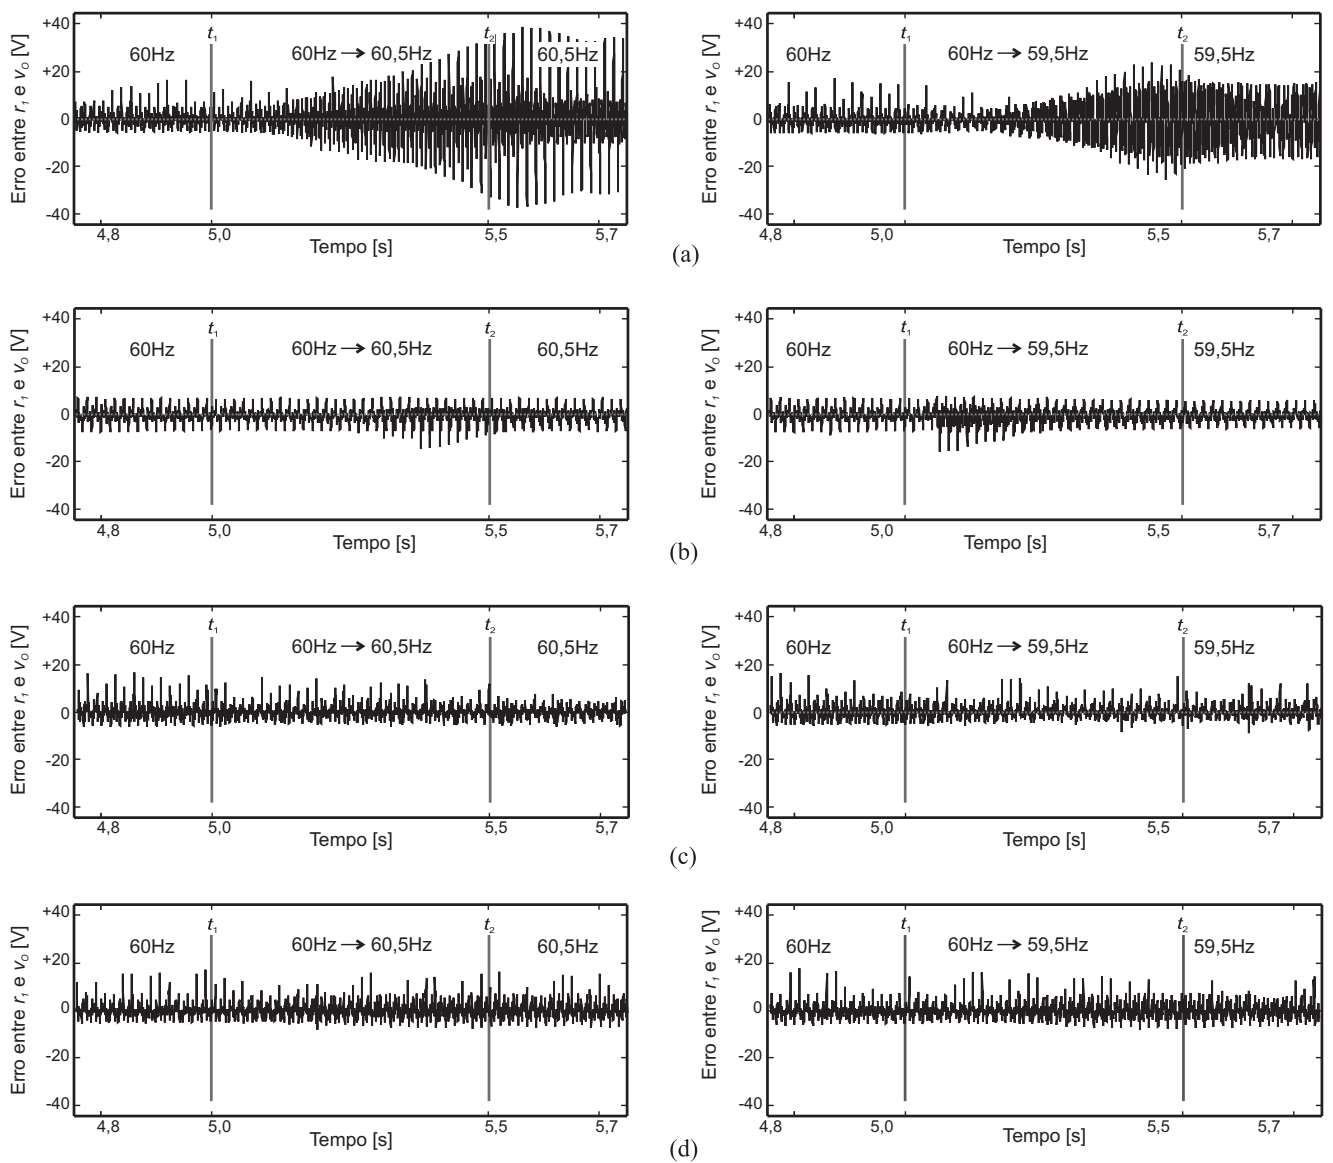 +40
+20
0
-20
-40
Erro entre r1 e vO [V]
60Hz
t1
60Hz → 60,5Hz
t2
60,5Hz
4,8
5,0
5,5
5,7
Tempo [s]
+40
+20
0
-20
-40
Erro entre r1 e vO [V]
60Hz
t1
60Hz → 59,5Hz
t2
59,5Hz
4,8
5,0
5,5
5,7
Tempo [s]
(a)
+40
+20
0
-20
-40
Erro entre r1 e vO [V]
60Hz
t1
60Hz → 60,5Hz
t2
60,5Hz
4,8
5,0
5,5
5,7
Tempo [s]
+40
+20
0
-20
-40
Erro entre r1 e vO [V]
60Hz
t1
60Hz → 59,5Hz
t2
59,5Hz
4,8
5,0
5,5
5,7
Tempo [s]
(b)
+40
+20
0
-20
-40
Erro entre r1 e vO [V]
60Hz
t1
60Hz → 60,5Hz
t2
60,5Hz
4,8
5,0
5,5
5,7
Tempo [s]
+40
+20
0
-20
-40
Erro entre r1 e vO [V]
60Hz
t1
60Hz → 59,5Hz
t2
59,5Hz
4,8
5,0
5,5
5,7
Tempo [s]
(c)
+40
+20
0
-20
-40
Erro entre r1 e vO [V]
60Hz
t1
60Hz → 60,5Hz
t2
60,5Hz
4,8
5,0
5,5
5,7
Tempo [s]
+40
+20
0
-20
-40
Erro entre r1 e vO [V]
60Hz
t1
60Hz → 59,5Hz
t2
59,5Hz
4,8
5,0
5,5
5,7
Tempo [s]
(d)